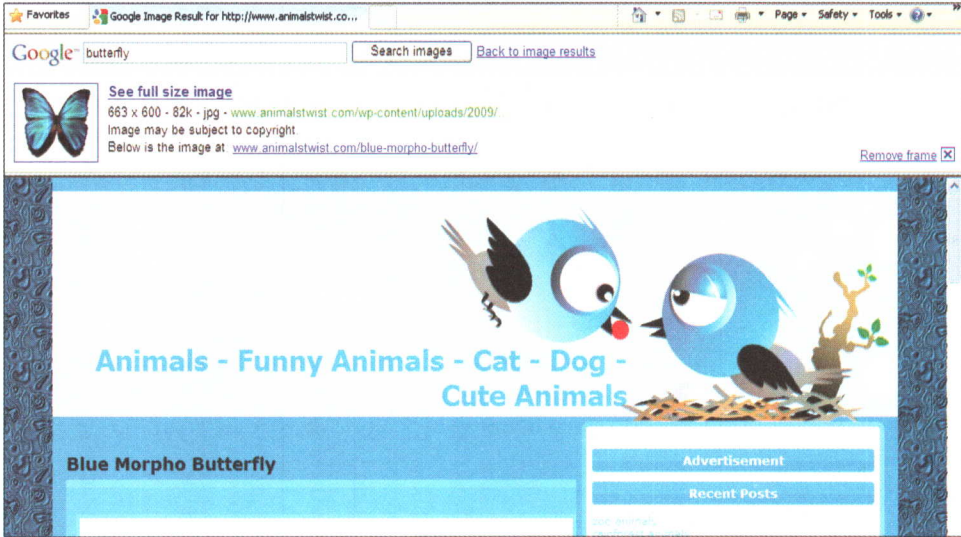 Favorites
Google Image Result for http://www.animalstwist.co...
Page
Safety
Tools
Google
butterfly
Search images
Back to image results
See full size image
663 x 600 - 82k - jpg - www.animalstwist.com/wp-content/uploads/2009/
Image may be subject to copyright.
Below is the image at: www.animalstwist.com/blue-morpho-butterfly/
Remove frame
Animals - Funny Animals - Cat - Dog -
Cute Animals
Blue Morpho Butterfly
Advertisement
Recent Posts